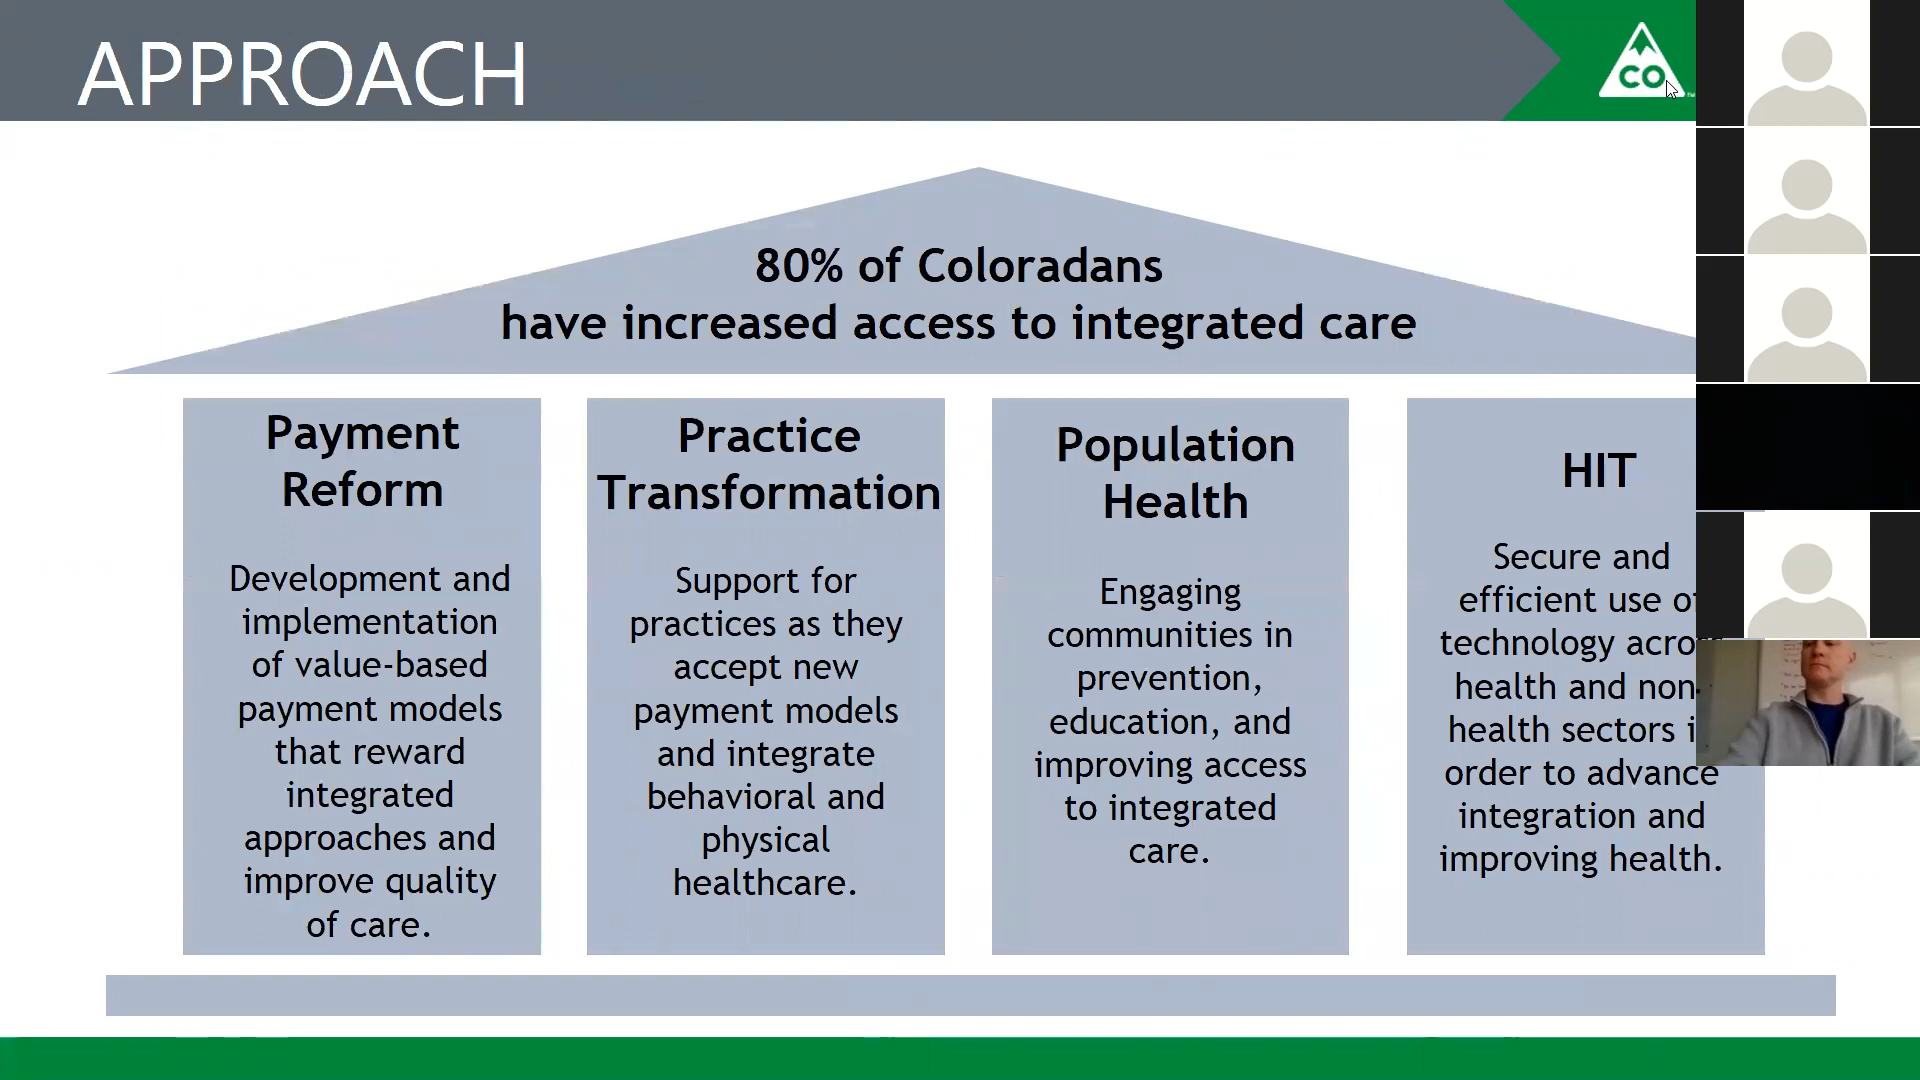 APPROACH
CO
80% of Coloradans
have increased access to integrated care
Payment
Reform
Development and
implementation
of value-based
payment models
that reward
integrated
approaches and
improve quality
of care.
Practice
Transformation
Support for
practices as they
accept new
payment models
and integrate
behavioral and
physical
healthcare.
Population
Health
Engaging
communities in
prevention,
education, and
improving access
to integrated
care.
HIT
Secure and
efficient use of
technology across
health and non-
health sectors in
order to advance
integration and
improving health.